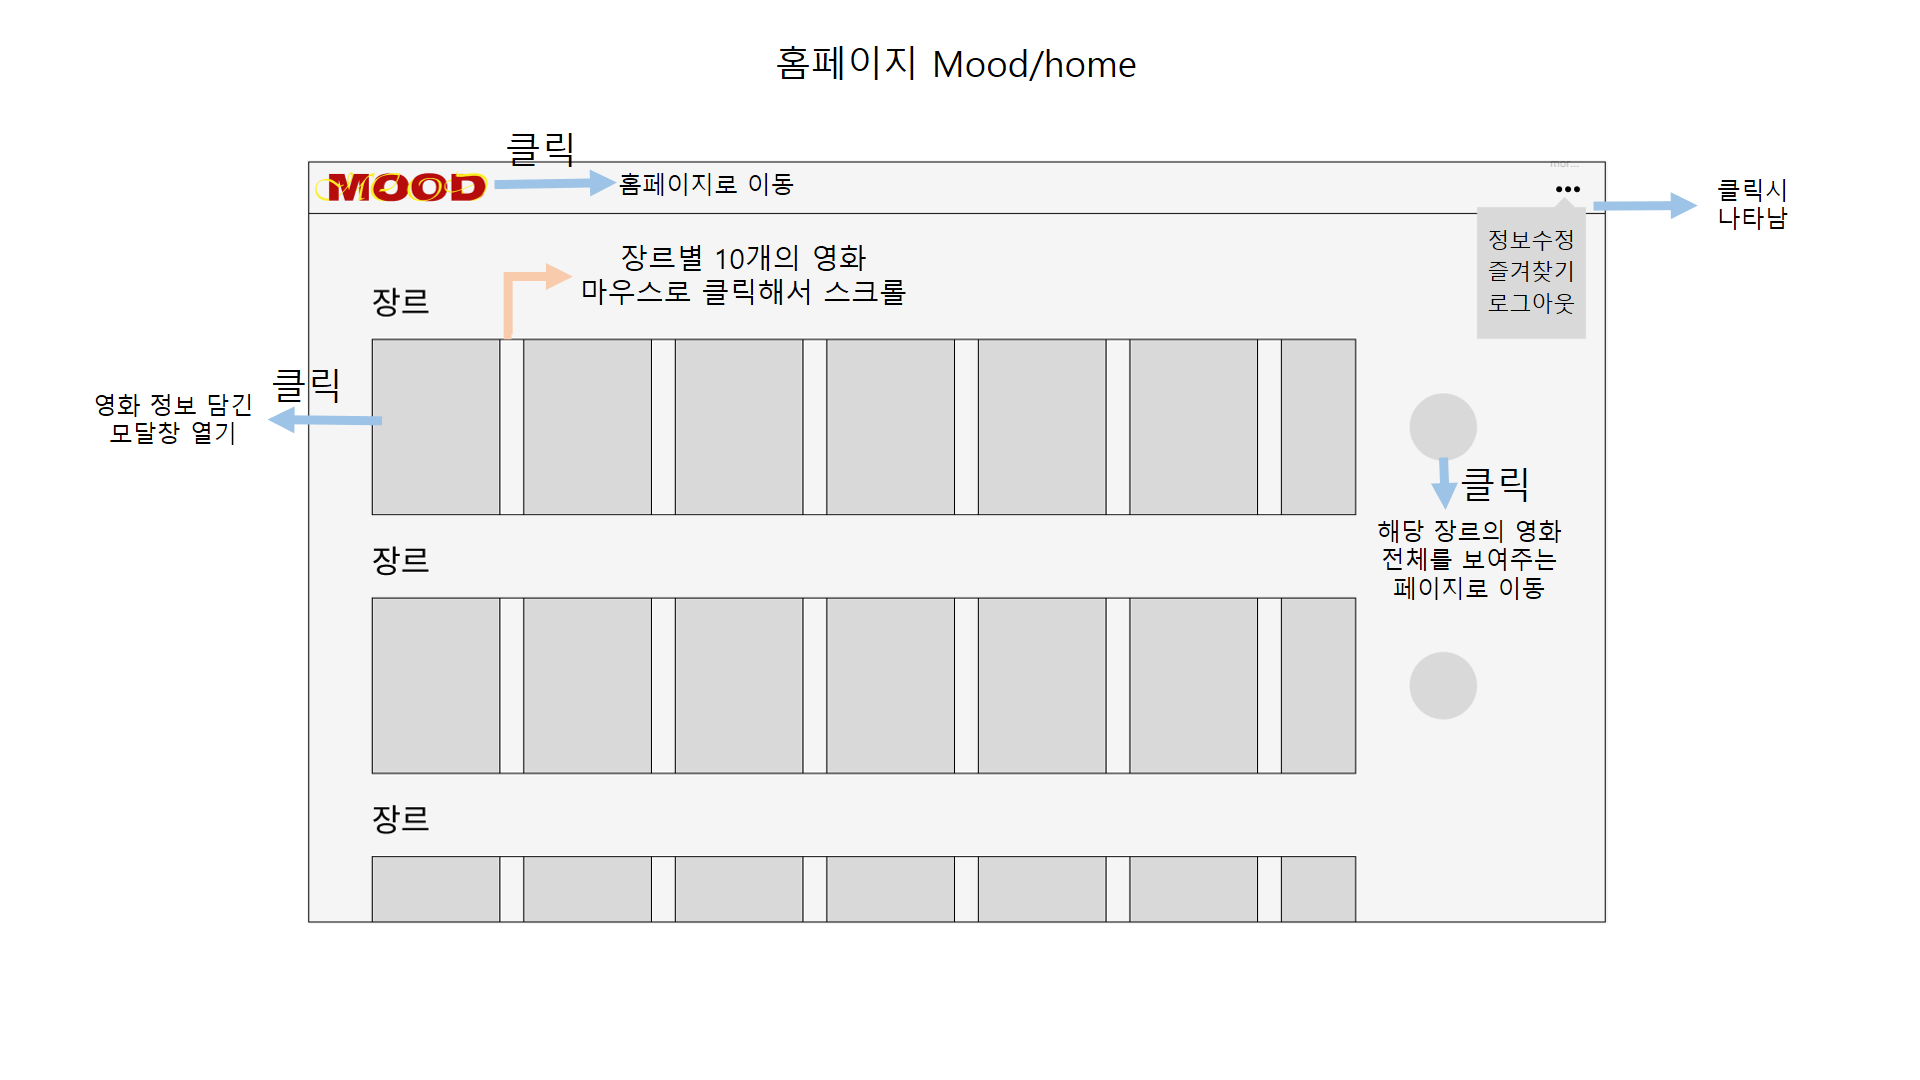 홈페이지 Mood/home
클릭
MOOD
홈페이지로 이동
mor...
클릭시
나타남
정보수정
즐겨찾기
로그아웃
장르별 10개의 영화
마우스로 클릭해서 스크롤
장르
클릭
영화 정보 담긴
모달창 열기
클릭
해당 장르의 영화
전체를 보여주는
페이지로 이동
장르
장르